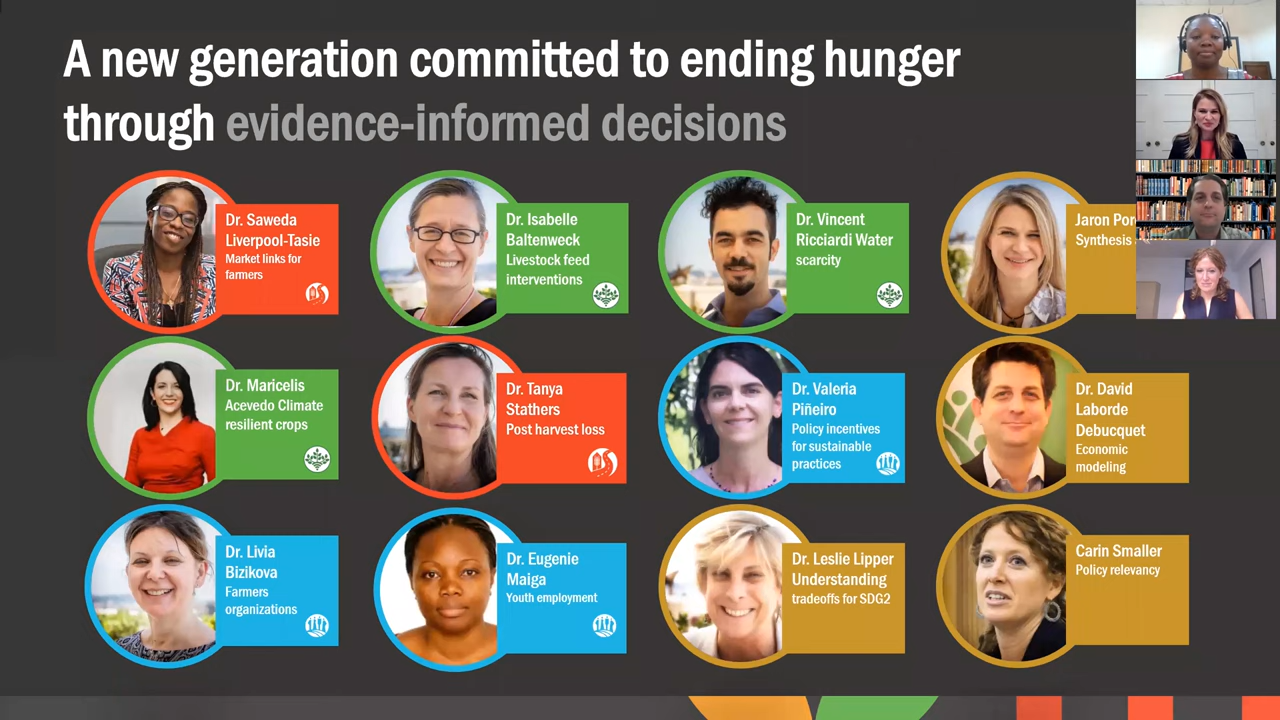 A new generation committed to ending hunger
through evidence-informed decisions
Dr. Saweda
Liverpool-Tasie
Market links for
farmers
Dr. Isabelle
Baltenweck
Livestock feed
interventions
Dr. Vincent
Ricciardi Water
scarcity
Jaron
Synthesis
Dr. Maricelis
Acevedo Climate
resilient crops
Dr. Tanya
Stathers
Post harvest loss
Dr. Valeria
Piñeiro
Policy incentives
for sustainable
practices
Dr. David
Laborde
Debucquet
Economic
modeling
Dr. Livia
Bizikova
Farmers
organizations
Dr. Eugenie
Maiga
Youth employment
Dr. Leslie Lipper
Understanding
tradeoffs for SDG2
Carin Smaller
Policy relevancy